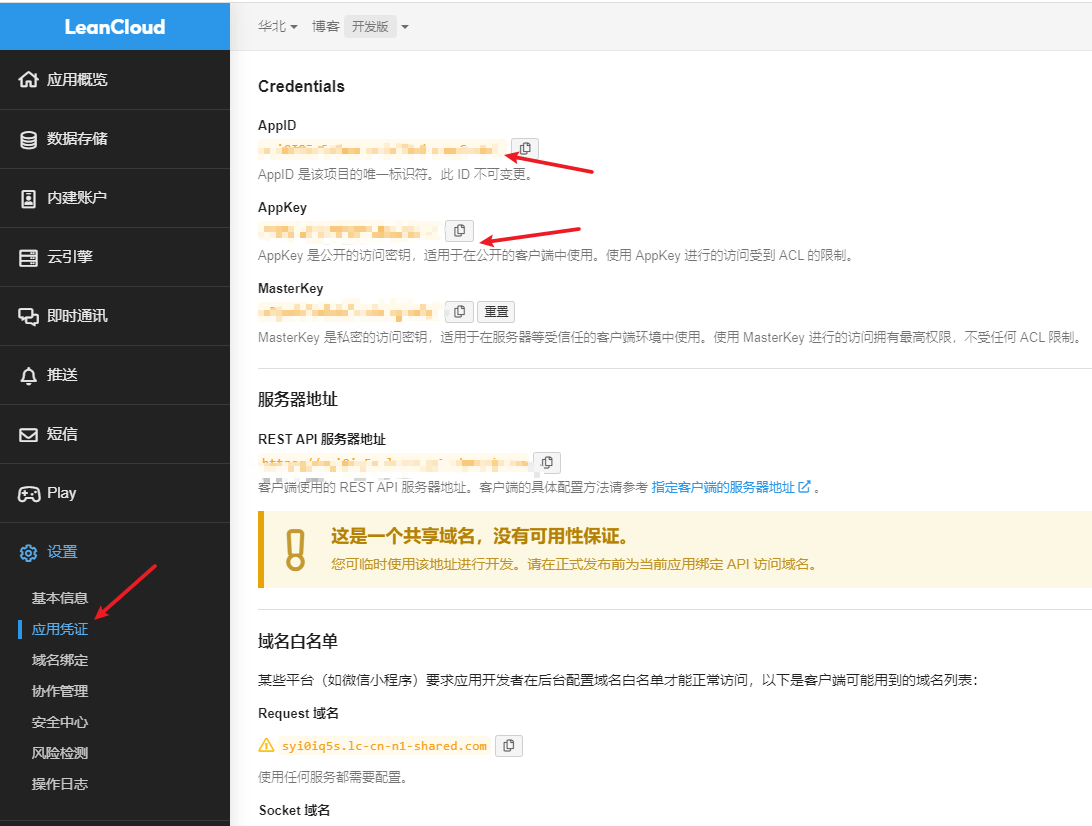 LeanCloud
华北 博客 开发版
应用概览
数据存储
内建账户
云引擎
即时通讯
推送
短信
Play
设置
基本信息
应用凭证
域名绑定
协作管理
安全中心
风险检测
操作日志
Credentials
AppID
AppID 是该项目的唯一标识符。此 ID 不可变更。
AppKey
AppKey 是公开的访问密钥，适用于在公开的客户端中使用。使用 AppKey 进行的访问受到 ACL 的限制。
MasterKey
重置
MasterKey 是私密的访问密钥，适用于在服务器等受信任的客户端环境中使用。使用 MasterKey 进行的访问拥有最高权限，不受任何 ACL 限制。
服务器地址
REST API 服务器地址
客户端使用的 REST API 服务器地址。客户端的具体配置方法请参考 指定客户端的服务器地址 。
这是一个共享域名，没有可用性保证。
您可临时使用该地址进行开发。请在正式发布前为当前应用绑定 API 访问域名。
域名白名单
某些平台（如微信小程序）要求应用开发者在后台配置域名白名单才能正常访问，以下是客户端可能用到的域名列表：
Request 域名
syi0iq5s.lc-cn-n1-shared.com
使用任何服务都需要配置。
Socket 域名